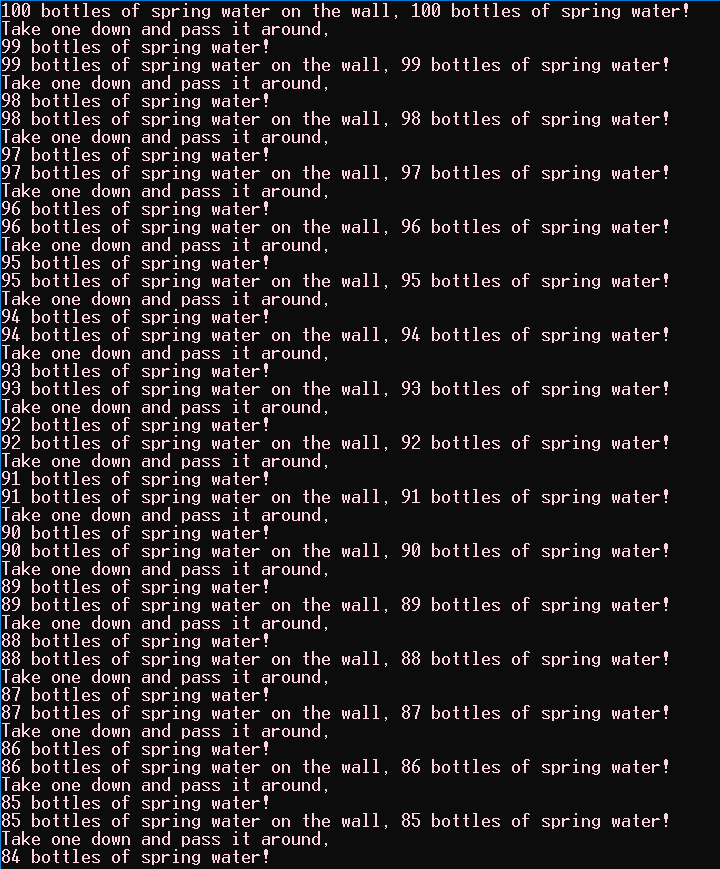 100 bottles of spring water on the wall, 100 bottles of spring water!
Take one down and pass it around,
99 bottles of spring water!
99 bottles of spring water on the wall, 99 bottles of spring water!
Take one down and pass it around,
98 bottles of spring water!
98 bottles of spring water on the wall, 98 bottles of spring water!
Take one down and pass it around,
97 bottles of spring water!
97 bottles of spring water on the wall, 97 bottles of spring water!
Take one down and pass it around,
96 bottles of spring water!
96 bottles of spring water on the wall, 96 bottles of spring water!
Take one down and pass it around,
95 bottles of spring water!
95 bottles of spring water on the wall, 95 bottles of spring water!
Take one down and pass it around,
94 bottles of spring water!
94 bottles of spring water on the wall, 94 bottles of spring water!
Take one down and pass it around,
93 bottles of spring water!
93 bottles of spring water on the wall, 93 bottles of spring water!
Take one down and pass it around,
92 bottles of spring water!
92 bottles of spring water on the wall, 92 bottles of spring water!
Take one down and pass it around,
91 bottles of spring water!
91 bottles of spring water on the wall, 91 bottles of spring water!
Take one down and pass it around,
90 bottles of spring water!
90 bottles of spring water on the wall, 90 bottles of spring water!
Take one down and pass it around,
89 bottles of spring water!
89 bottles of spring water on the wall, 89 bottles of spring water!
Take one down and pass it around,
88 bottles of spring water!
88 bottles of spring water on the wall, 88 bottles of spring water!
Take one down and pass it around,
87 bottles of spring water!
87 bottles of spring water on the wall, 87 bottles of spring water!
Take one down and pass it around,
86 bottles of spring water!
86 bottles of spring water on the wall, 86 bottles of spring water!
Take one down and pass it around,
85 bottles of spring water!
85 bottles of spring water on the wall, 85 bottles of spring water!
Take one down and pass it around,
84 bottles of spring water!